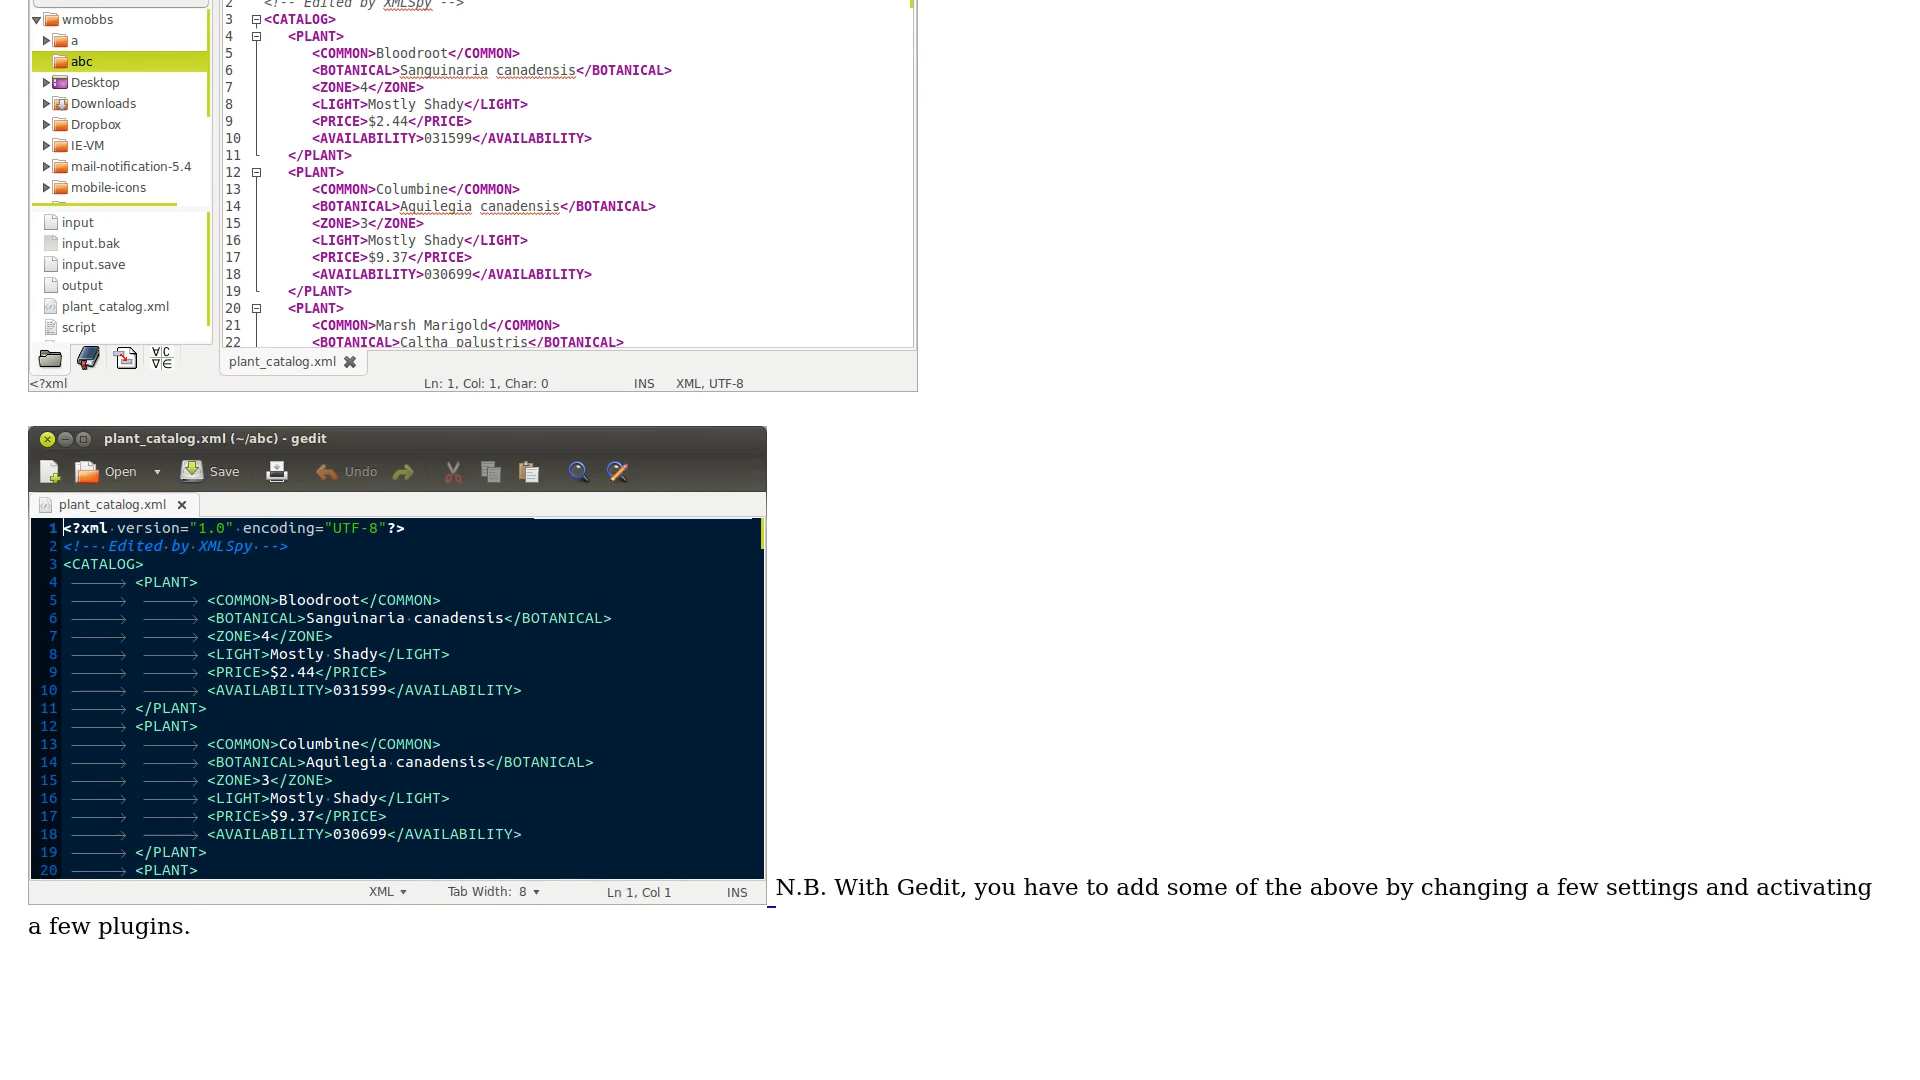 wmobbs
a
abc
Desktop
Downloads
Dropbox
IE-VM
mail-notification-5.4
mobile-icons
input
input.bak
input.save
output
plant_catalog.xml
script
2 <!-- Edited by XMLSpy -->
3 <CATALOG>
4 <PLANT>
5 <COMMON>Bloodroot</COMMON>
6 <BOTANICAL>Sanguinaria canadensis</BOTANICAL>
7 <ZONE>4</ZONE>
8 <LIGHT>Mostly Shady</LIGHT>
9 <PRICE>$2.44</PRICE>
10 <AVAILABILITY>031599</AVAILABILITY>
11 </PLANT>
12 <PLANT>
13 <COMMON>Columbine</COMMON>
14 <BOTANICAL>Aquilegia canadensis</BOTANICAL>
15 <ZONE>3</ZONE>
16 <LIGHT>Mostly Shady</LIGHT>
17 <PRICE>$9.37</PRICE>
18 <AVAILABILITY>030699</AVAILABILITY>
19 </PLANT>
20 <PLANT>
21 <COMMON>Marsh Marigold</COMMON>
22 <BOTANICAL>Caltha palustris</BOTANICAL>
plant_catalog.xml
<?xml Ln: 1, Col: 1, Char: 0 INS XML, UTF-8
plant_catalog.xml (~/abc) - gedit
Open Save Undo
plant_catalog.xml
1 <?xml version="1.0" encoding="UTF-8"?>
2 <!-- Edited by XMLSpy -->
3 <CATALOG>
4 <PLANT>
5 <COMMON>Bloodroot</COMMON>
6 <BOTANICAL>Sanguinaria canadensis</BOTANICAL>
7 <ZONE>4</ZONE>
8 <LIGHT>Mostly Shady</LIGHT>
9 <PRICE>$2.44</PRICE>
10 <AVAILABILITY>031599</AVAILABILITY>
11 </PLANT>
12 <PLANT>
13 <COMMON>Columbine</COMMON>
14 <BOTANICAL>Aquilegia canadensis</BOTANICAL>
15 <ZONE>3</ZONE>
16 <LIGHT>Mostly Shady</LIGHT>
17 <PRICE>$9.37</PRICE>
18 <AVAILABILITY>030699</AVAILABILITY>
19 </PLANT>
20 <PLANT>
XML Tab Width: 8 Ln 1, Col 1 INS
N.B. With Gedit, you have to add some of the above by changing a few settings and activating
a few plugins.